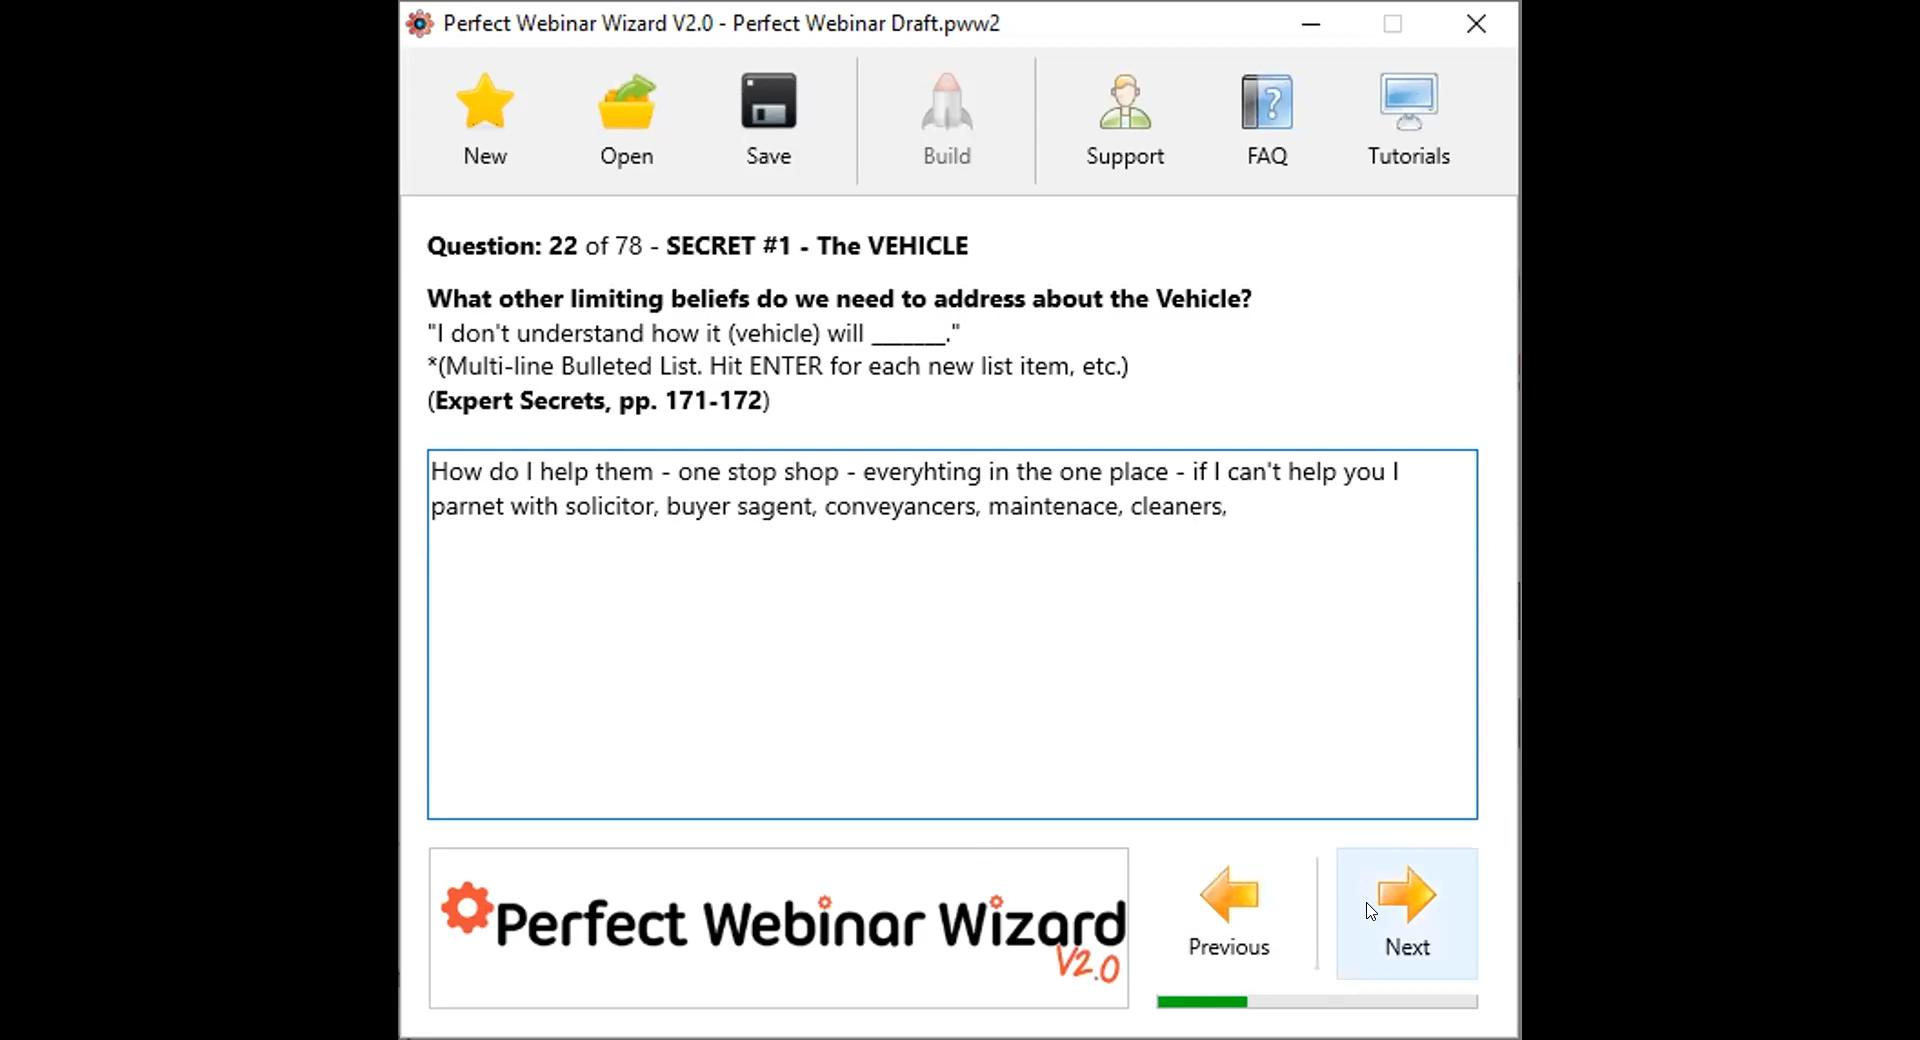 Perfect Webinar Wizard V2.0 - Perfect Webinar Draft.pww2
New Open Save Build Support FAQ Tutorials
Question: 22 of 78 - SECRET #1 - The VEHICLE
What other limiting beliefs do we need to address about the Vehicle?
"I don't understand how it (vehicle) will ______."
*(Multi-line Bulleted List. Hit ENTER for each new list item, etc.)
(Expert Secrets, pp. 171-172)
How do I help them - one stop shop - everyhting in the one place - if I can't help you I
parnet with solicitor, buyer sagent, conveyancers, maintenace, cleaners,
Perfect Webinar Wizard
V2.0
Previous Next